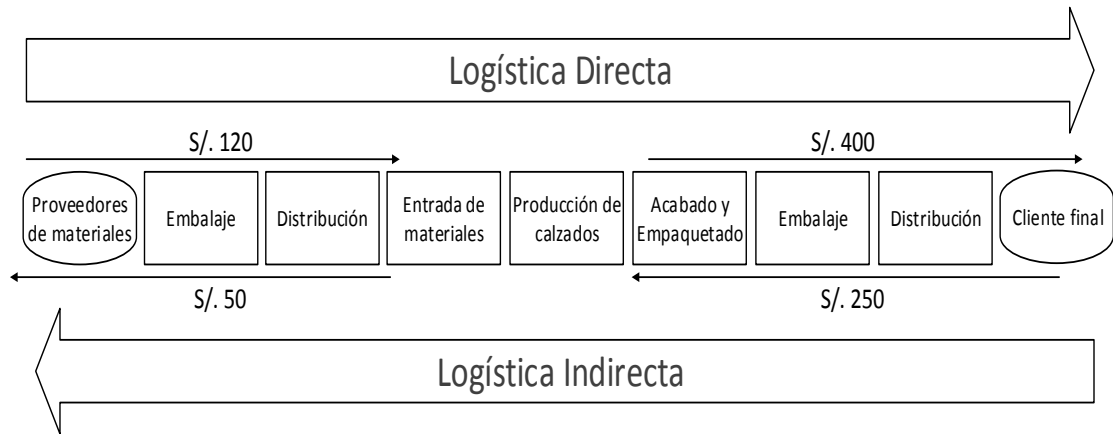 Logística Directa
S/. 120
S/. 400
Proveedores
de materiales
Embalaje
Distribución
Entrada de
materiales
Producción de
calzados
Acabado y
Empaquetado
Embalaje
Distribución
Cliente final
S/. 50
S/. 250
Logística Indirecta